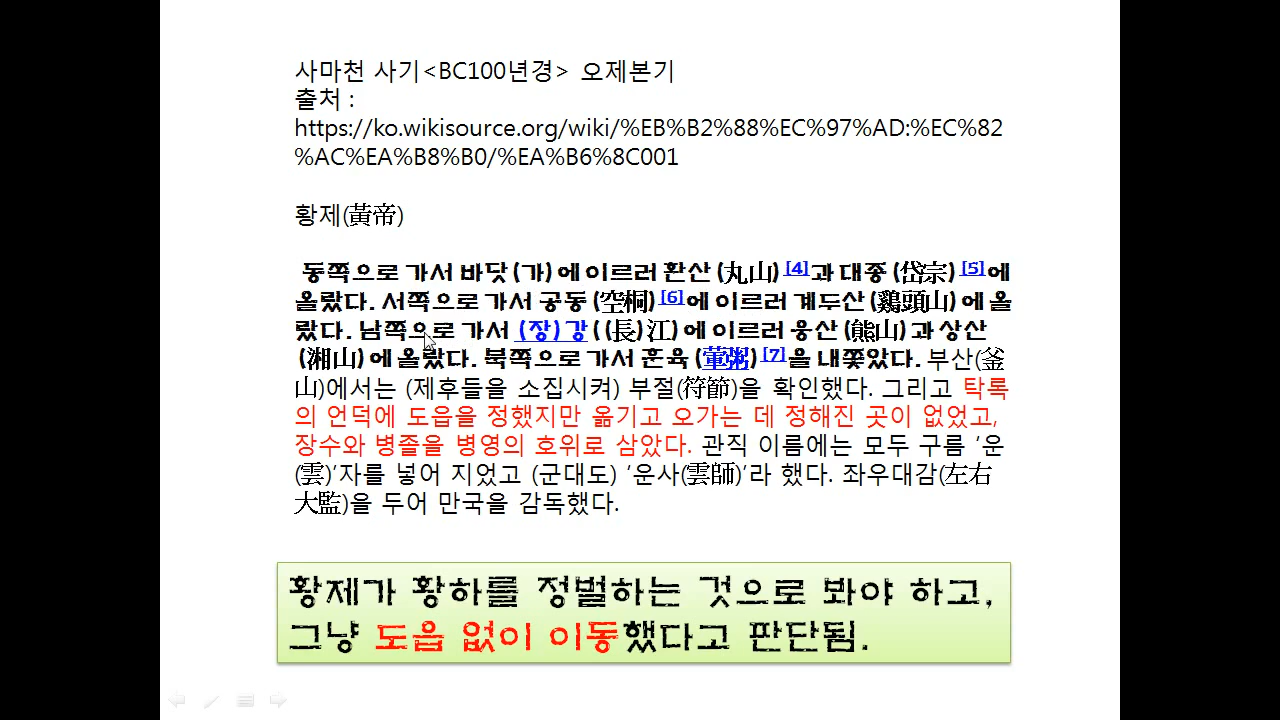 사마천 사기<BC100년경> 오제본기
출처 :
https://ko.wikisource.org/wiki/%EB%B2%88%EC%97%AD:%EC%82
%AC%EA%B8%B0/%EA%B6%8C001
황제(黃帝)
동쪽으로 가서 바닷(가)에 이르러 환산(丸山)[4]과 대종(岱宗)[5]에
올랐다. 서쪽으로 가서 공동(空桐)[6]에 이르러 계두산(鷄頭山)에 올
랐다. 남쪽으로 가서 (장)강((長)江)에 이르러 웅산(熊山)과 상산
(湘山)에 올랐다. 북쪽으로 가서 훈육(葷粥)[7]을 내쫓았다. 부산(釜
山)에서는 (제후들을 소집시켜) 부절(符節)을 확인했다. 그리고 탁록
의 언덕에 도읍을 정했지만 옮기고 오가는 데 정해진 곳이 없었고,
장수와 병졸을 병영의 호위로 삼았다. 관직 이름에는 모두 구름 ‘운
(雲)’자를 넣어 지었고 (군대도) ‘운사(雲師)’라 했다. 좌우대감(左右
大監)을 두어 만국을 감독했다.
황제가 황하를 정벌하는 것으로 봐야 하고,
그냥 도읍 없이 이동했다고 판단됨.